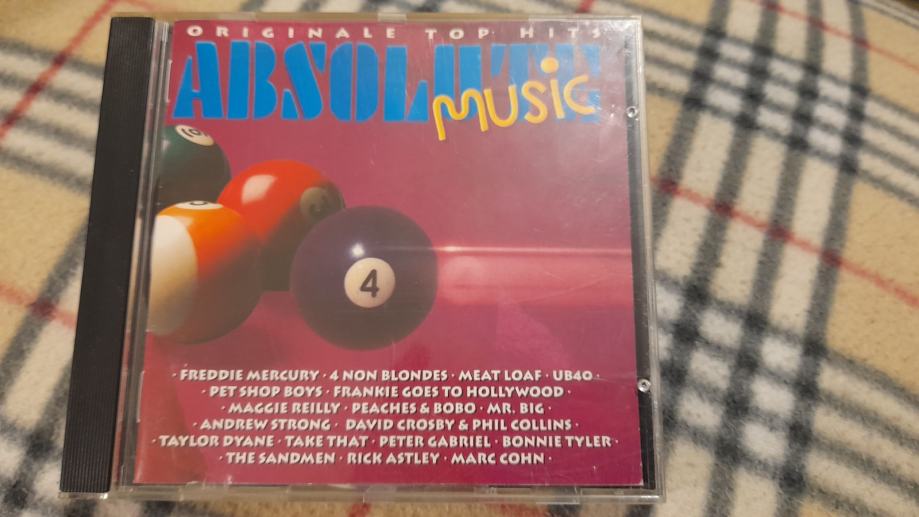 ORIGINALE TOP HITS
ABSOLUTE
MUSIC
4
· FREDDIE MERCURY · 4 NON BLONDES · MEAT LOAF · UB40 ·
· PET SHOP BOYS · FRANKIE GOES TO HOLLYWOOD ·
· MAGGIE REILLY · PEACHES & BOBO · MR. BIG ·
· ANDREW STRONG · DAVID CROSBY & PHIL COLLINS ·
· TAYLOR DYANE · TAKE THAT · PETER GABRIEL · BONNIE TYLER ·
· THE SANDMEN · RICK ASTLEY · MARC COHN ·